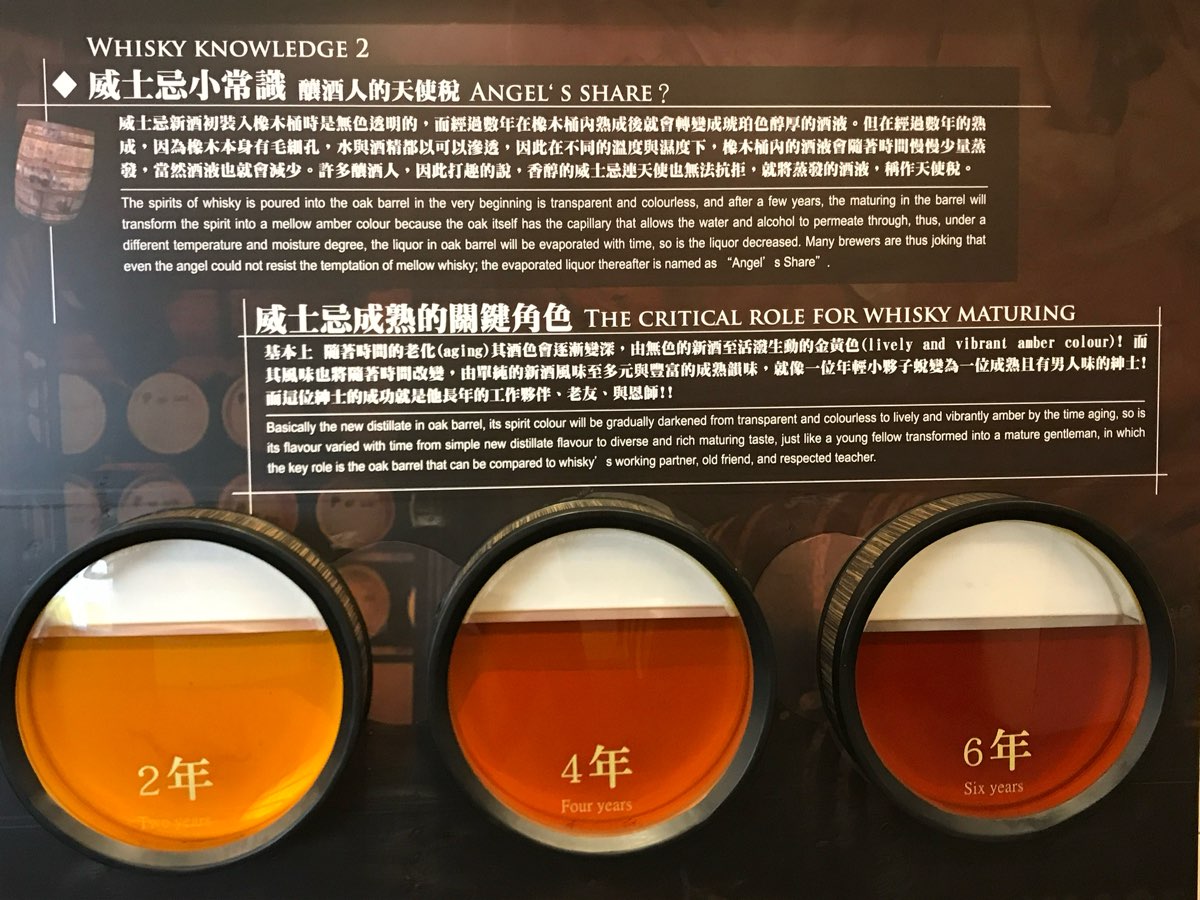 WHISKY KNOWLEDGE 2
威士忌小常識 釀酒人的天使稅 ANGEL‘ S SHARE ?
威士忌新酒初裝入橡木桶時是無色透明的，而經過數年在橡木桶內熟成後就會轉變成琥珀色醇厚的酒液。但在經過數年的熟
成，因為橡木本身有毛細孔，水與酒精都以可以滲透，因此在不同的溫度與濕度下，橡木桶內的酒液會隨著時間慢慢少量蒸
發，當然酒液也就會減少。許多釀酒人，因此打趣的說，香醇的威士忌連天使也無法抗拒，就將蒸發的酒液，稱作天使稅。
The spirits of whisky is poured into the oak barrel in the very beginning is transparent and colourless, and after a few years, the maturing in the barrel will
transform the spirit into a mellow amber colour because the oak itself has the capillary that allows the water and alcohol to permeate through, thus, under a
different temperature and moisture degree, the liquor in oak barrel will be evaporated with time, so is the liquor decreased. Many brewers are thus joking that
even the angel could not resist the temptation of mellow whisky; the evaporated liquor thereafter is named as “Angel’ s Share” .
威士忌成熟的關鍵角色 THE CRITICAL ROLE FOR WHISKY MATURING
基本上 隨著時間的老化(aging)其酒色會逐漸變深，由無色的新酒至活潑生動的金黃色(lively and vibrant amber colour)! 而
其風味也將隨著時間改變，由單純的新酒風味至多元與豐富的成熟韻味，就像一位年輕小夥子蛻變為一位成熟且有男人味的紳士!
而這位紳士的成功就是他長年的工作夥伴、老友、與恩師!!
Basically the new distillate in oak barrel, its spirit colour will be gradually darkened from transparent and colourless to lively and vibrantly amber by the time aging, so is
its flavour varied with time from simple new distillate flavour to diverse and rich maturing taste, just like a young fellow transformed into a mature gentleman, in which
the key role is the oak barrel that can be compared to whisky’ s working partner, old friend, and respected teacher.
2年
Two years
4年
Four years
6年
Six years